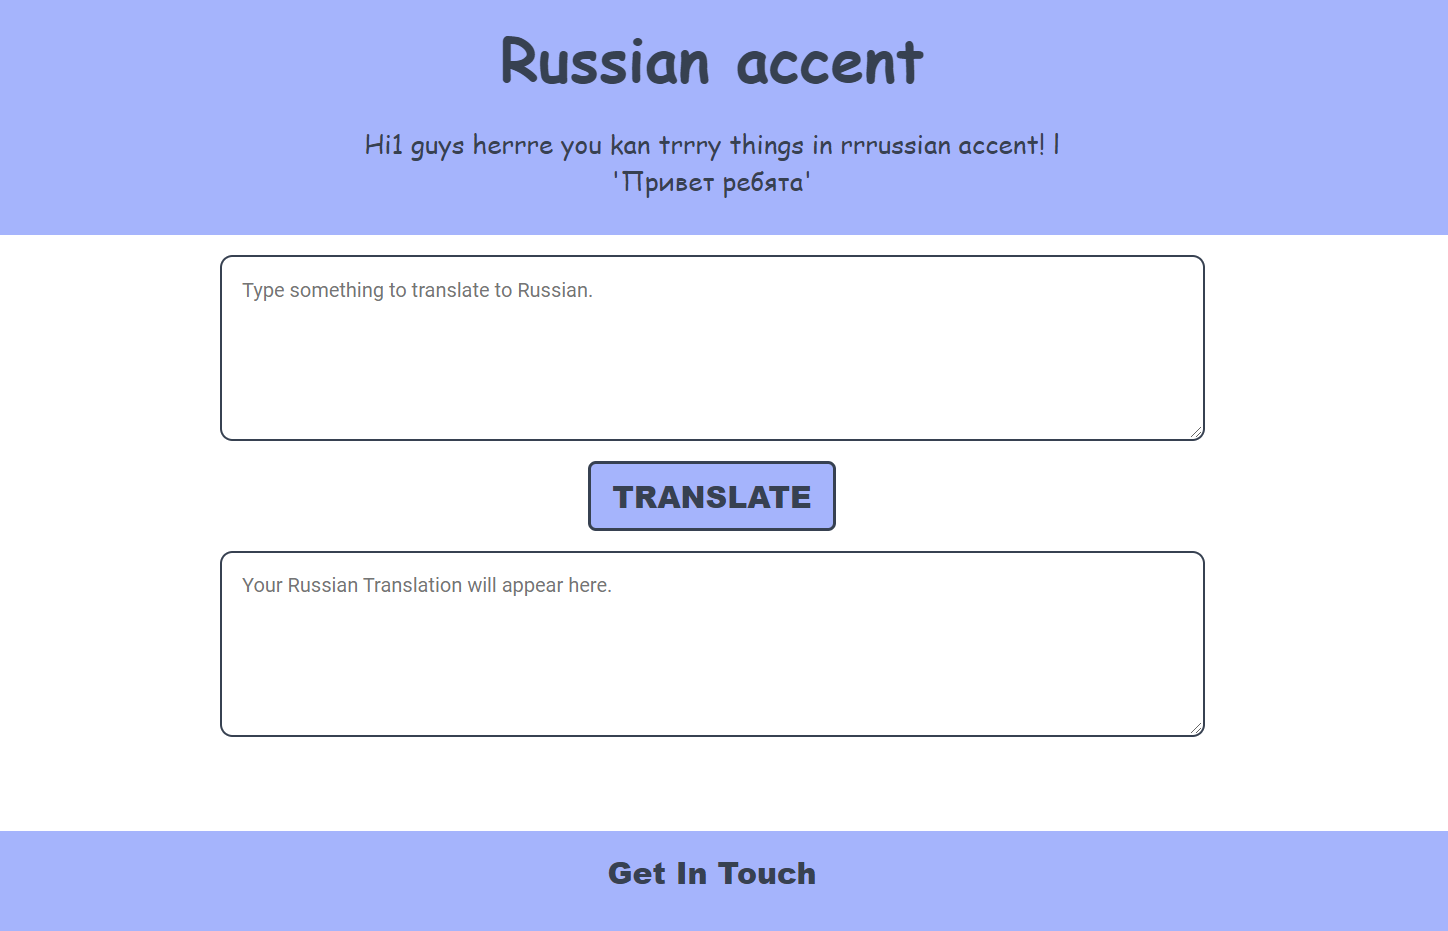 Russian accent
Hi1 guys herrre you kan trrry things in rrrussian accent! l
'Привет ребята'
Type something to translate to Russian.
TRANSLATE
Your Russian Translation will appear here.
Get In Touch